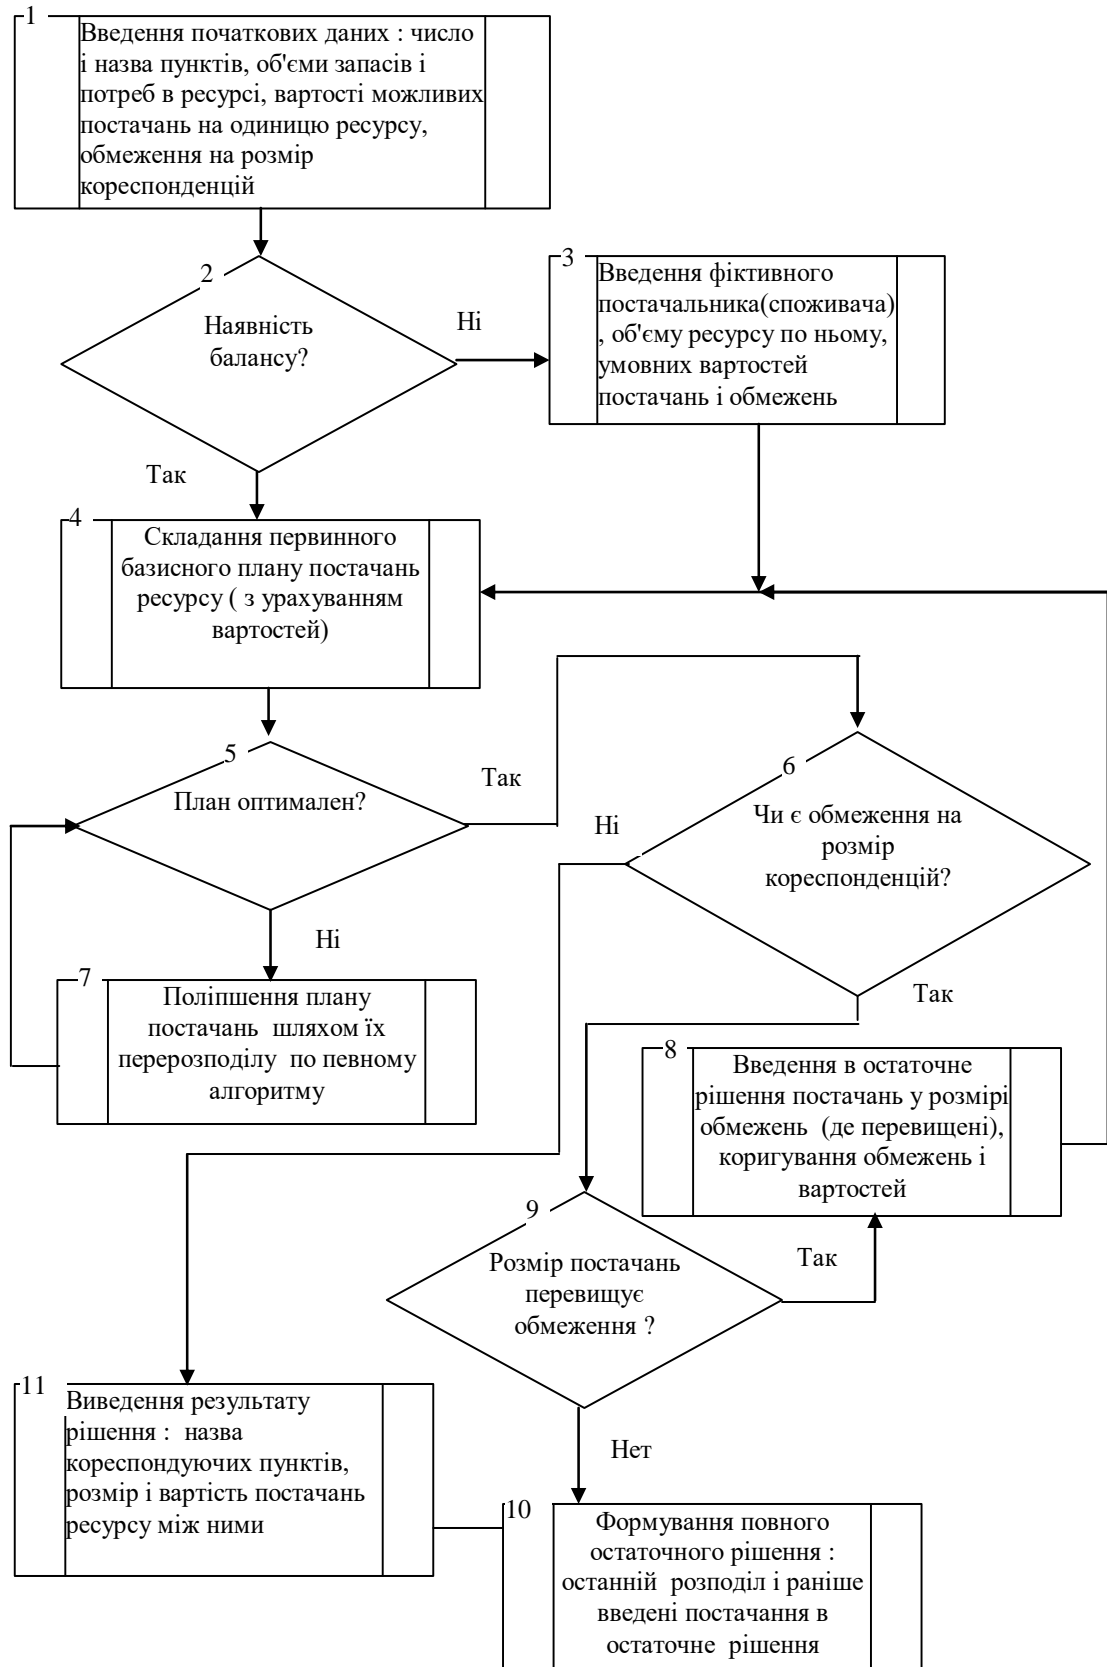 1
Введення початкових даних : число
і назва пунктів, об'єми запасів і
потреб в ресурсі, вартості можливих
постачань на одиницю ресурсу,
обмеження на розмір
кореспонденцій
2
Наявність
балансу?
Ні
3
Введення фіктивного
постачальника(споживача)
, об'єму ресурсу по ньому,
умовних вартостей
постачань і обмежень
Так
4
Складання первинного
базисного плану постачань
ресурсу ( з урахуванням
вартостей)
5
План оптимален?
Так
6
Чи є обмеження на
розмір
кореспонденцій?
Ні
Ні
Так
7
Поліпшення плану
постачань шляхом їх
перерозподілу по певному
алгоритму
8
Введення в остаточне
рішення постачань у розмірі
обмежень (де перевищені),
коригування обмежень і
вартостей
9
Розмір постачань
перевищує
обмеження ?
Так
Нет
11
Виведення результату
рішення : назва
кореспондуючих пунктів,
розмір і вартість постачань
ресурсу між ними
10
Формування повного
остаточного рішення :
останній розподіл і раніше
введені постачання в
остаточне рішення